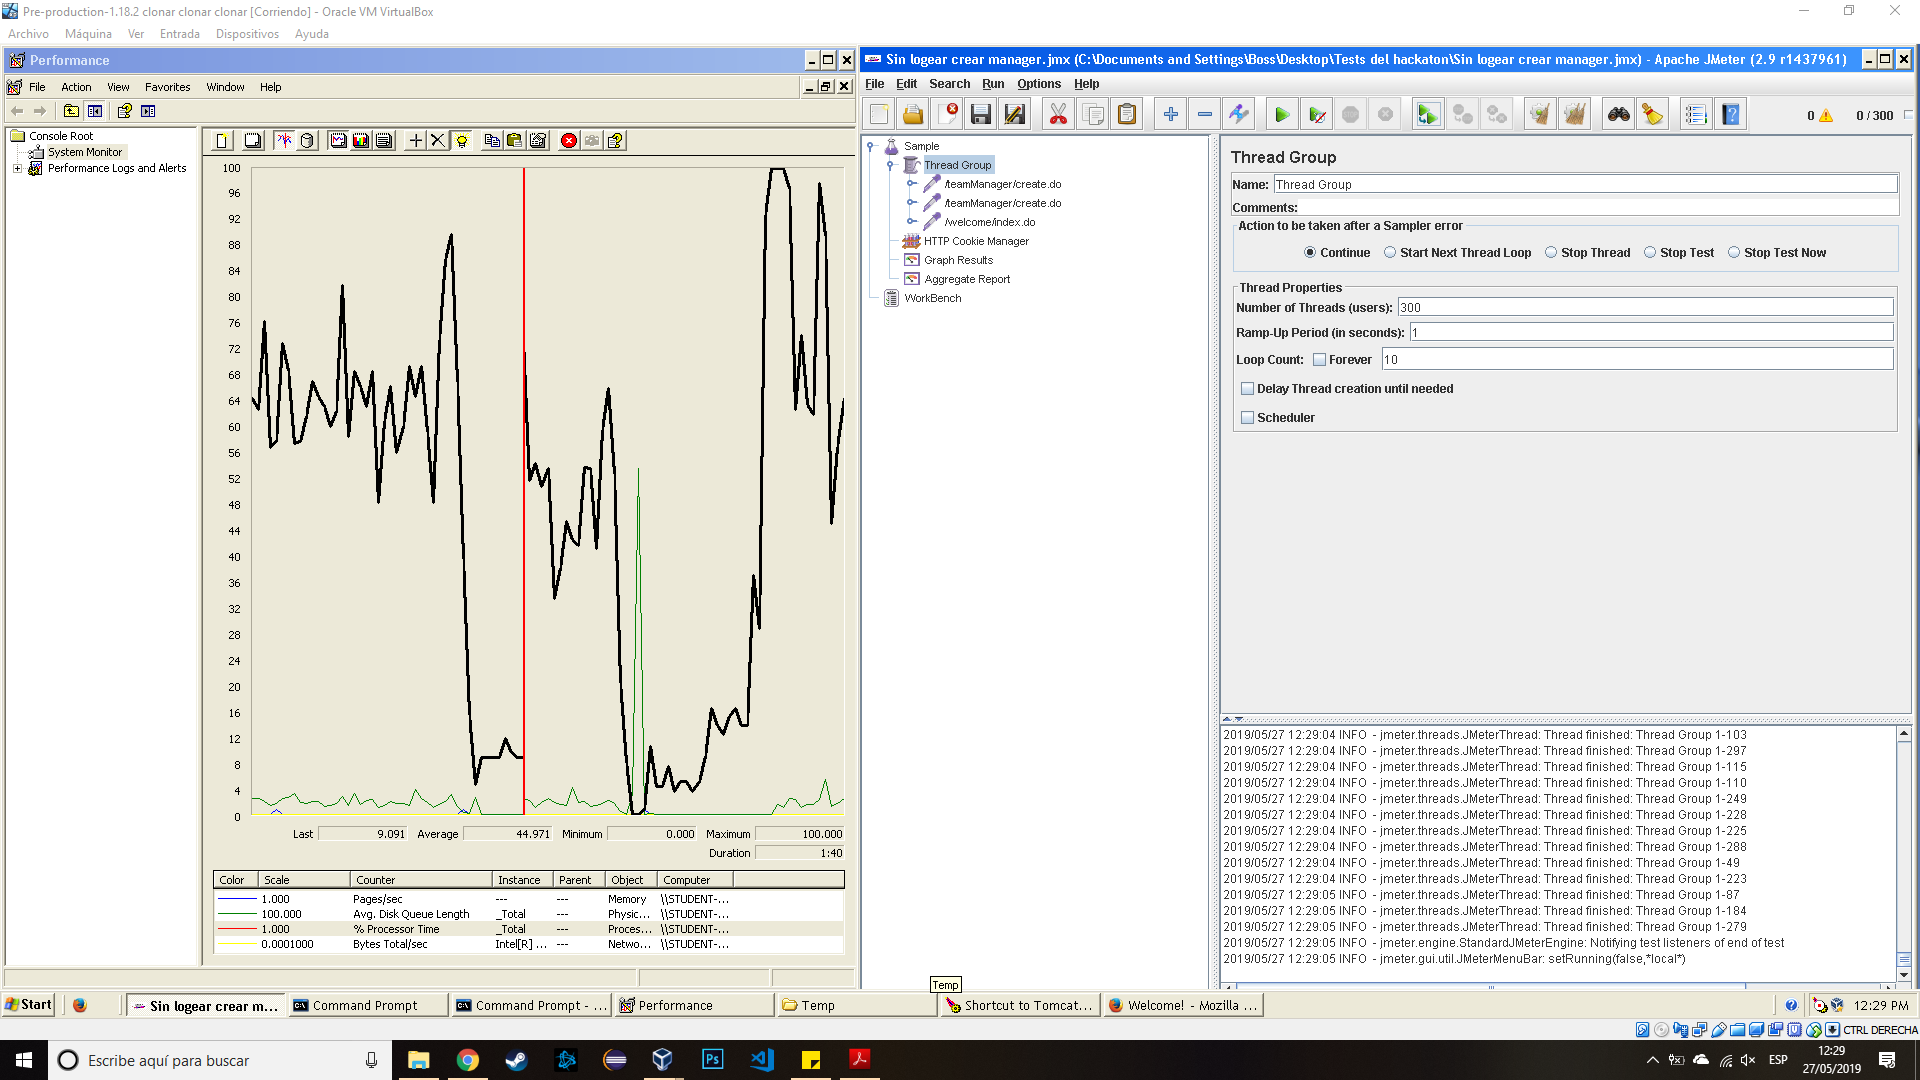 Pre-production-1.18.2 clonar clonar clonar [Corriendo] - Oracle VM VirtualBox
Archivo Máquina Ver Entrada Dispositivos Ayuda
Performance
File Action View Favorites Window Help
Console Root
System Monitor
Performance Logs and Alerts
100
96
92
88
84
80
76
72
68
64
60
56
52
48
44
40
36
32
28
24
20
16
12
8
4
0
Last 9.091 Average 44.971 Minimum 0.000 Maximum 100.000
Duration 1:40
Color Scale Counter Instance Parent Object Computer
1.000 Pages/sec --- --- Memory \\STUDENT-...
100.000 Avg. Disk Queue Length _Total --- Physic... \\STUDENT-...
1.000 % Processor Time _Total --- Proces... \\STUDENT-...
0.0001000 Bytes Total/sec Intel[R] ... --- Netwo... \\STUDENT-...
Sin logear crear manager.jmx (C:\Documents and Settings\Boss\Desktop\Tests del hackaton\Sin logear crear manager.jmx) - Apache JMeter (2.9 r1437961)
File Edit Search Run Options Help
0 0 / 300
Sample
Thread Group
/teamManager/create.do
/teamManager/create.do
/welcome/index.do
HTTP Cookie Manager
Graph Results
Aggregate Report
WorkBench
Thread Group
Name: Thread Group
Comments:
Action to be taken after a Sampler error
Continue Start Next Thread Loop Stop Thread Stop Test Stop Test Now
Thread Properties
Number of Threads (users): 300
Ramp-Up Period (in seconds): 1
Loop Count: Forever 10
Delay Thread creation until needed
Scheduler
2019/05/27 12:29:04 INFO - jmeter.threads.JMeterThread: Thread finished: Thread Group 1-103
2019/05/27 12:29:04 INFO - jmeter.threads.JMeterThread: Thread finished: Thread Group 1-297
2019/05/27 12:29:04 INFO - jmeter.threads.JMeterThread: Thread finished: Thread Group 1-115
2019/05/27 12:29:04 INFO - jmeter.threads.JMeterThread: Thread finished: Thread Group 1-110
2019/05/27 12:29:04 INFO - jmeter.threads.JMeterThread: Thread finished: Thread Group 1-249
2019/05/27 12:29:04 INFO - jmeter.threads.JMeterThread: Thread finished: Thread Group 1-228
2019/05/27 12:29:04 INFO - jmeter.threads.JMeterThread: Thread finished: Thread Group 1-225
2019/05/27 12:29:04 INFO - jmeter.threads.JMeterThread: Thread finished: Thread Group 1-288
2019/05/27 12:29:04 INFO - jmeter.threads.JMeterThread: Thread finished: Thread Group 1-49
2019/05/27 12:29:04 INFO - jmeter.threads.JMeterThread: Thread finished: Thread Group 1-223
2019/05/27 12:29:05 INFO - jmeter.threads.JMeterThread: Thread finished: Thread Group 1-87
2019/05/27 12:29:05 INFO - jmeter.threads.JMeterThread: Thread finished: Thread Group 1-184
2019/05/27 12:29:05 INFO - jmeter.threads.JMeterThread: Thread finished: Thread Group 1-279
2019/05/27 12:29:05 INFO - jmeter.engine.StandardJMeterEngine: Notifying test listeners of end of test
2019/05/27 12:29:05 INFO - jmeter.gui.util.JMeterMenuBar: setRunning(false,*local*)
Temp
Start Sin logear crear m... Command Prompt Command Prompt - ... Performance Temp Shortcut to Tomcat... Welcome! - Mozilla ... 12:29 PM
CTRL DERECHA
Escribe aquí para buscar
Ps
ESP
12:29
27/05/2019